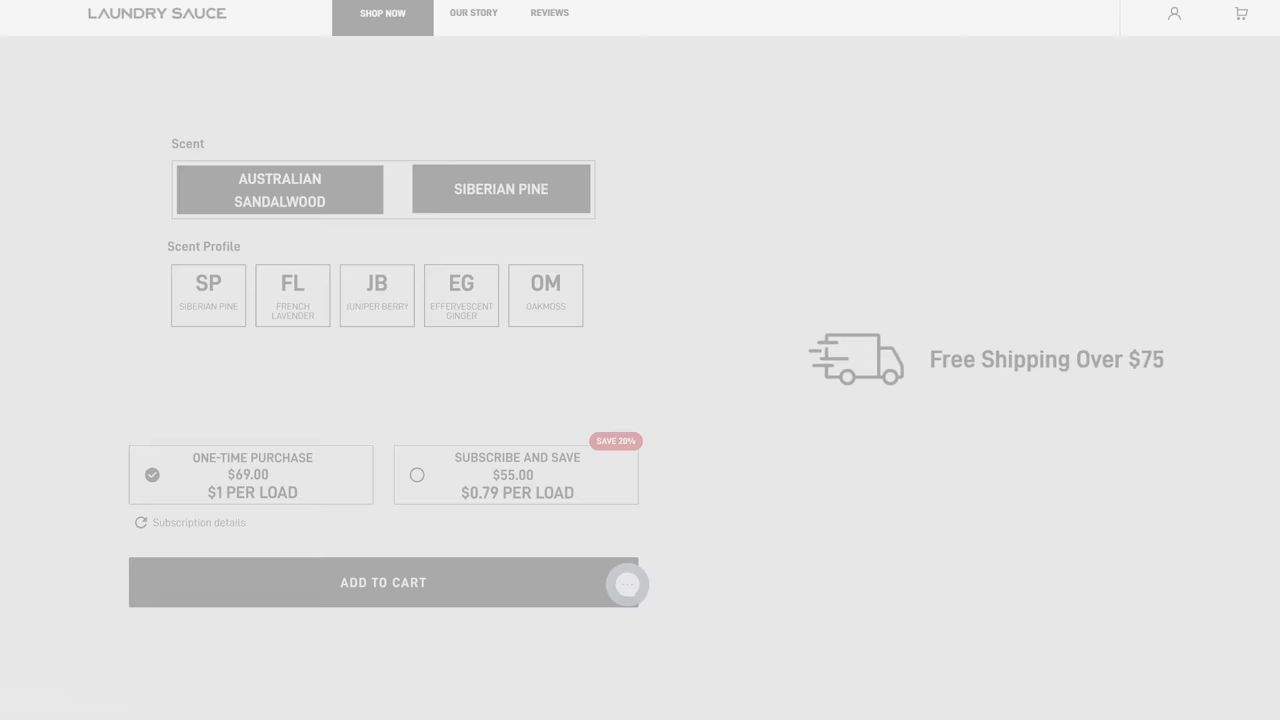 LAUNDRY SAUCE
SHOP NOW
OUR STORY
REVIEWS
Scent
AUSTRALIAN
SANDALWOOD
SIBERIAN PINE
Scent Profile
SP
SIBERIAN PINE
FL
FRENCH
LAVENDER
JB
JUNIPER BERRY
EG
EFFERVESCENT
GINGER
OM
OAKMOSS
Free Shipping Over $75
ONE-TIME PURCHASE
$69.00
$1 PER LOAD
SAVE 20%
SUBSCRIBE AND SAVE
$55.00
$0.79 PER LOAD
Subscription details
ADD TO CART